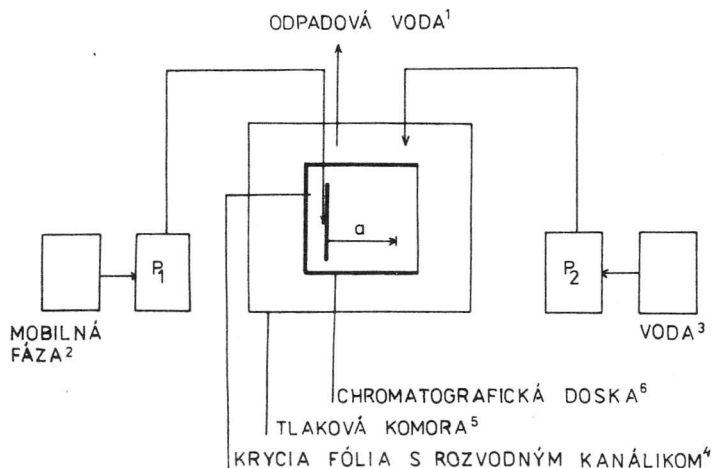 ODPADOVÁ VODA¹
a
P₁
P₂
MOBILNÁ
FÁZA²
VODA³
CHROMATOGRAFICKÁ DOSKA⁶
TLAKOVÁ KOMORA⁵
KRYCIA FÓLIA S ROZVODNÝM KANÁLIKOM⁴